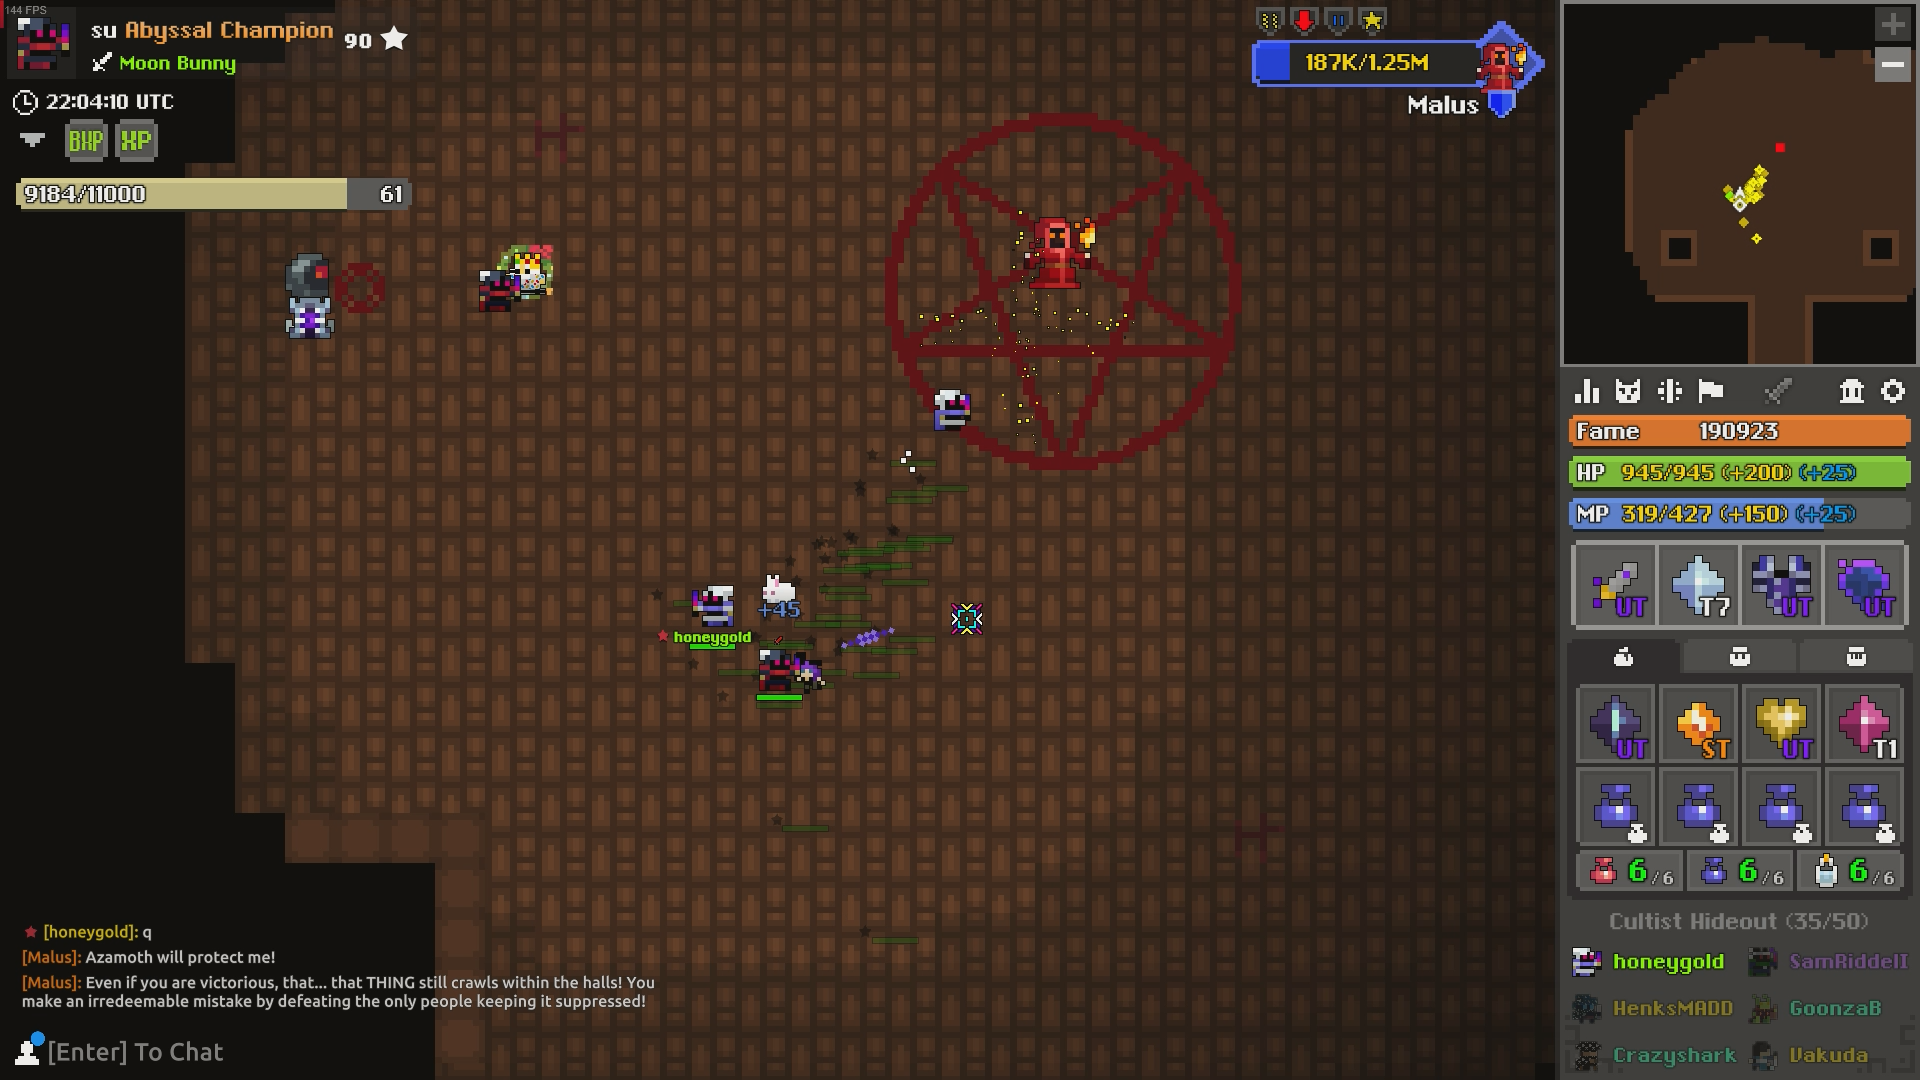 144 FPS
su Abyssal Champion 90
Moon Bunny
22:04:10 UTC
BXP XP
9184/11000 61
187K/1.25M
Malus
Fame 190923
HP 945/945 (+200) (+25)
MP 319/427 (+150) (+25)
UT T7 UT UT
UT ST UT T1
6/6 6/6 6/6
+45
honeygold
Cultist Hideout (35/50)
honeygold SamRiddelI
HenksMADD GoonzaB
Crazyshark Vakuda
[honeygold]: q
[Malus]: Azamoth will protect me!
[Malus]: Even if you are victorious, that... that THING still crawls within the halls! You
make an irredeemable mistake by defeating the only people keeping it suppressed!
[Enter] To Chat